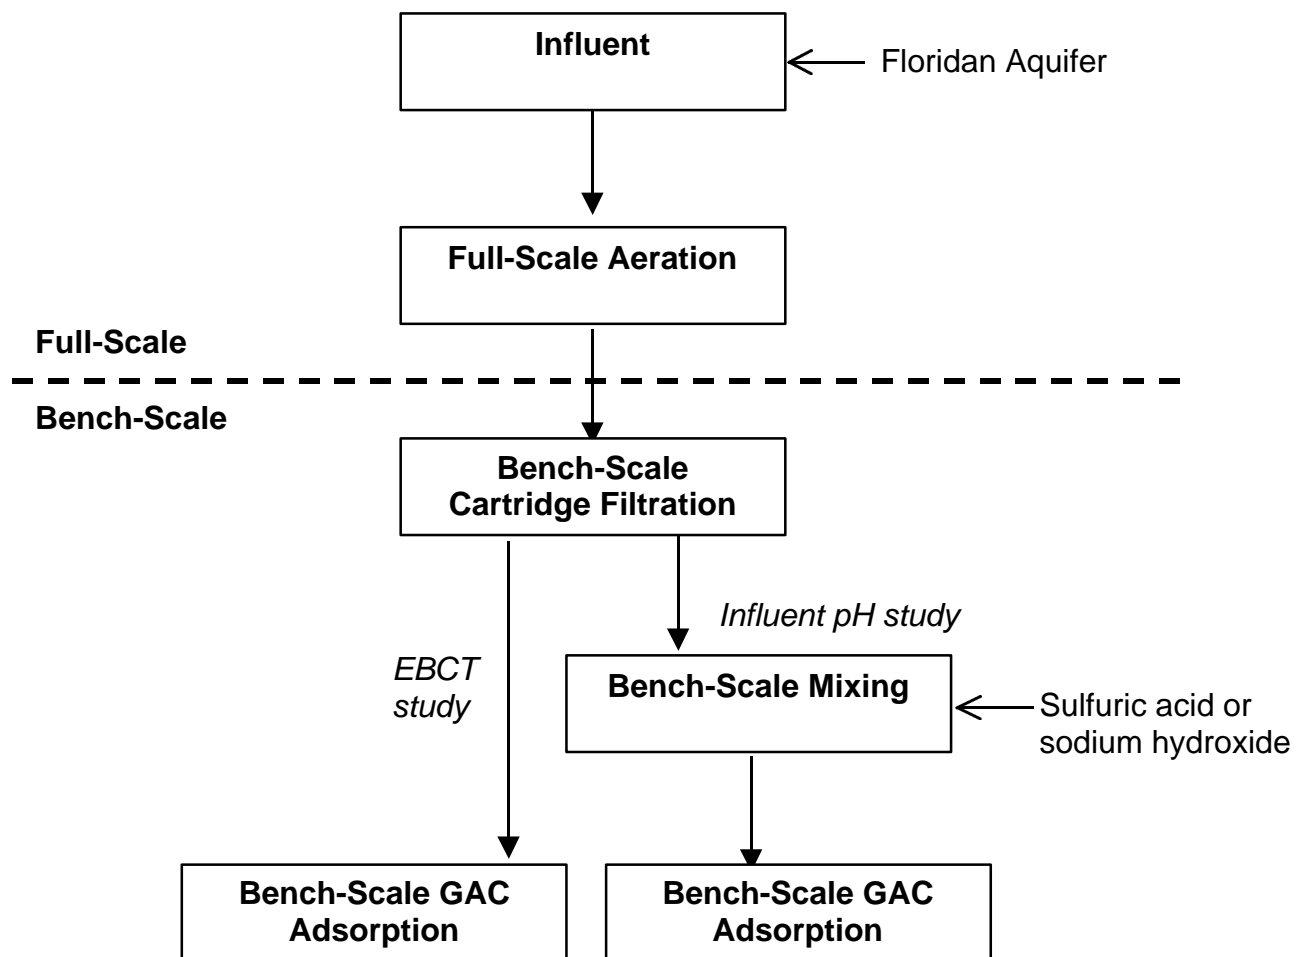 Influent
Floridan Aquifer
Full-Scale Aeration
Full-Scale
Bench-Scale
Bench-Scale
Cartridge Filtration
Influent pH study
EBCT
study
Bench-Scale Mixing
Sulfuric acid or
sodium hydroxide
Bench-Scale GAC
Adsorption
Bench-Scale GAC
Adsorption